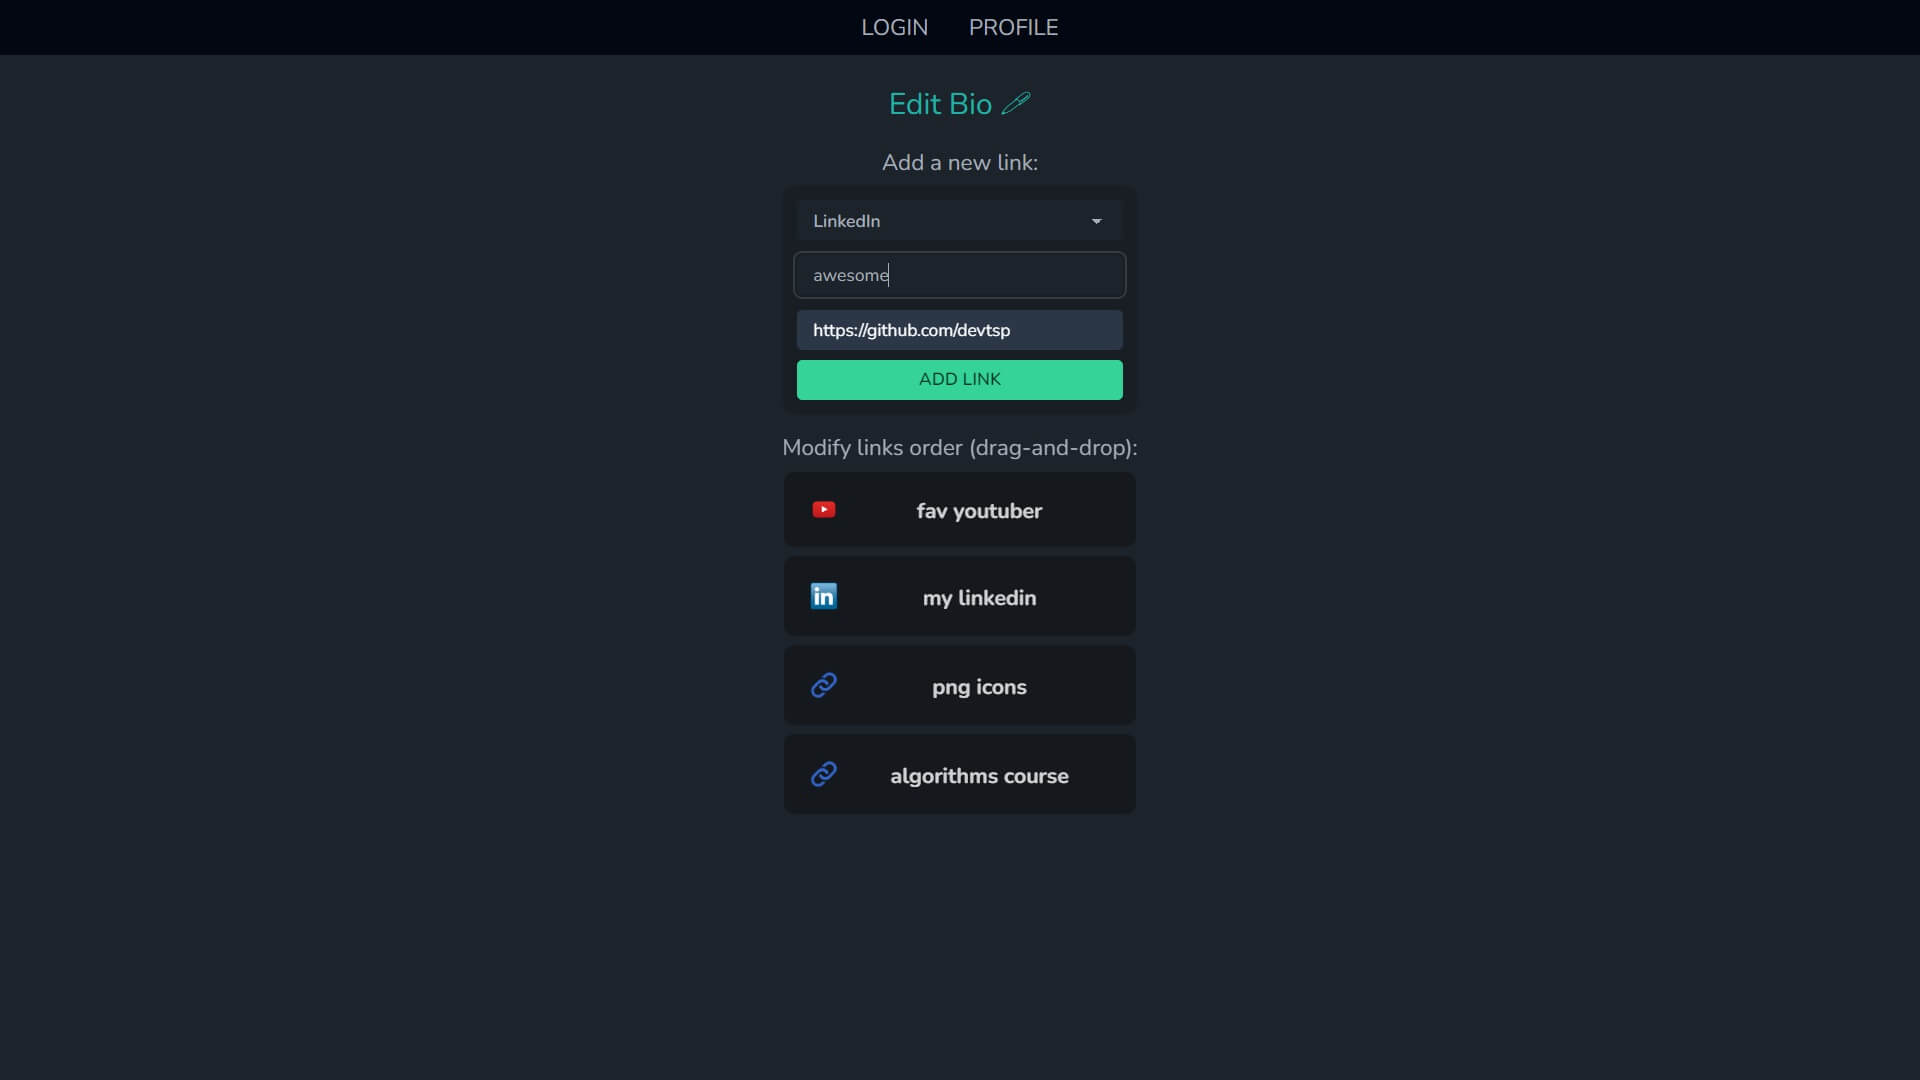 LOGIN PROFILE
Edit Bio
Add a new link:
LinkedIn
awesome
https://github.com/devtsp
ADD LINK
Modify links order (drag-and-drop):
fav youtuber
in my linkedin
png icons
algorithms course